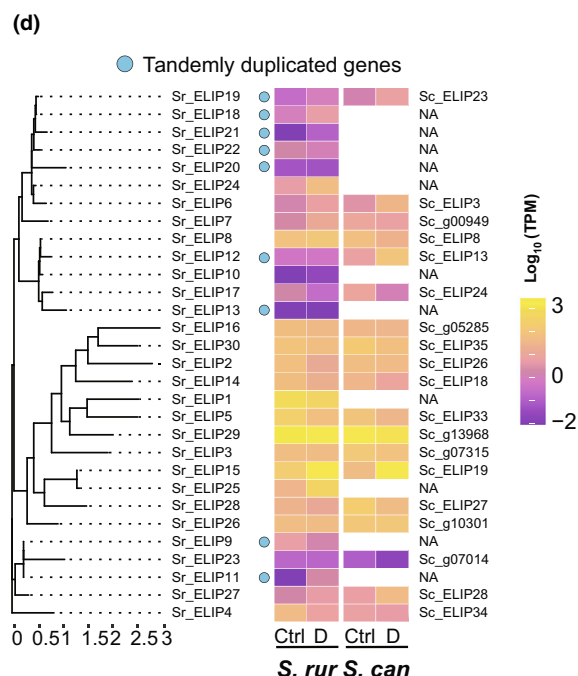 (d)
Tandemly duplicated genes
Sr_ELIP19 Sc_ELIP23
Sr_ELIP18 NA
Sr_ELIP21 NA
Sr_ELIP22 NA
Sr_ELIP20 NA
Sr_ELIP24 NA
Sr_ELIP6 Sc_ELIP3
Sr_ELIP7 Sc_g00949
Sr_ELIP8 Sc_ELIP8
Sr_ELIP12 Sc_ELIP13
Sr_ELIP10 NA
Sr_ELIP17 Sc_ELIP24
Sr_ELIP13 NA
Sr_ELIP16 Sc_g05285
Sr_ELIP30 Sc_ELIP35
Sr_ELIP2 Sc_ELIP26
Sr_ELIP14 Sc_ELIP18
Sr_ELIP1 NA
Sr_ELIP5 Sc_ELIP33
Sr_ELIP29 Sc_g13968
Sr_ELIP3 Sc_g07315
Sr_ELIP15 Sc_ELIP19
Sr_ELIP25 NA
Sr_ELIP28 Sc_ELIP27
Sr_ELIP26 Sc_g10301
Sr_ELIP9 NA
Sr_ELIP23 Sc_g07014
Sr_ELIP11 NA
Sr_ELIP27 Sc_ELIP28
Sr_ELIP4 Sc_ELIP34
0 0.51 1.52 2.5 3
Ctrl D Ctrl D
S. rur S. can
Log10 (TPM)
3
−2